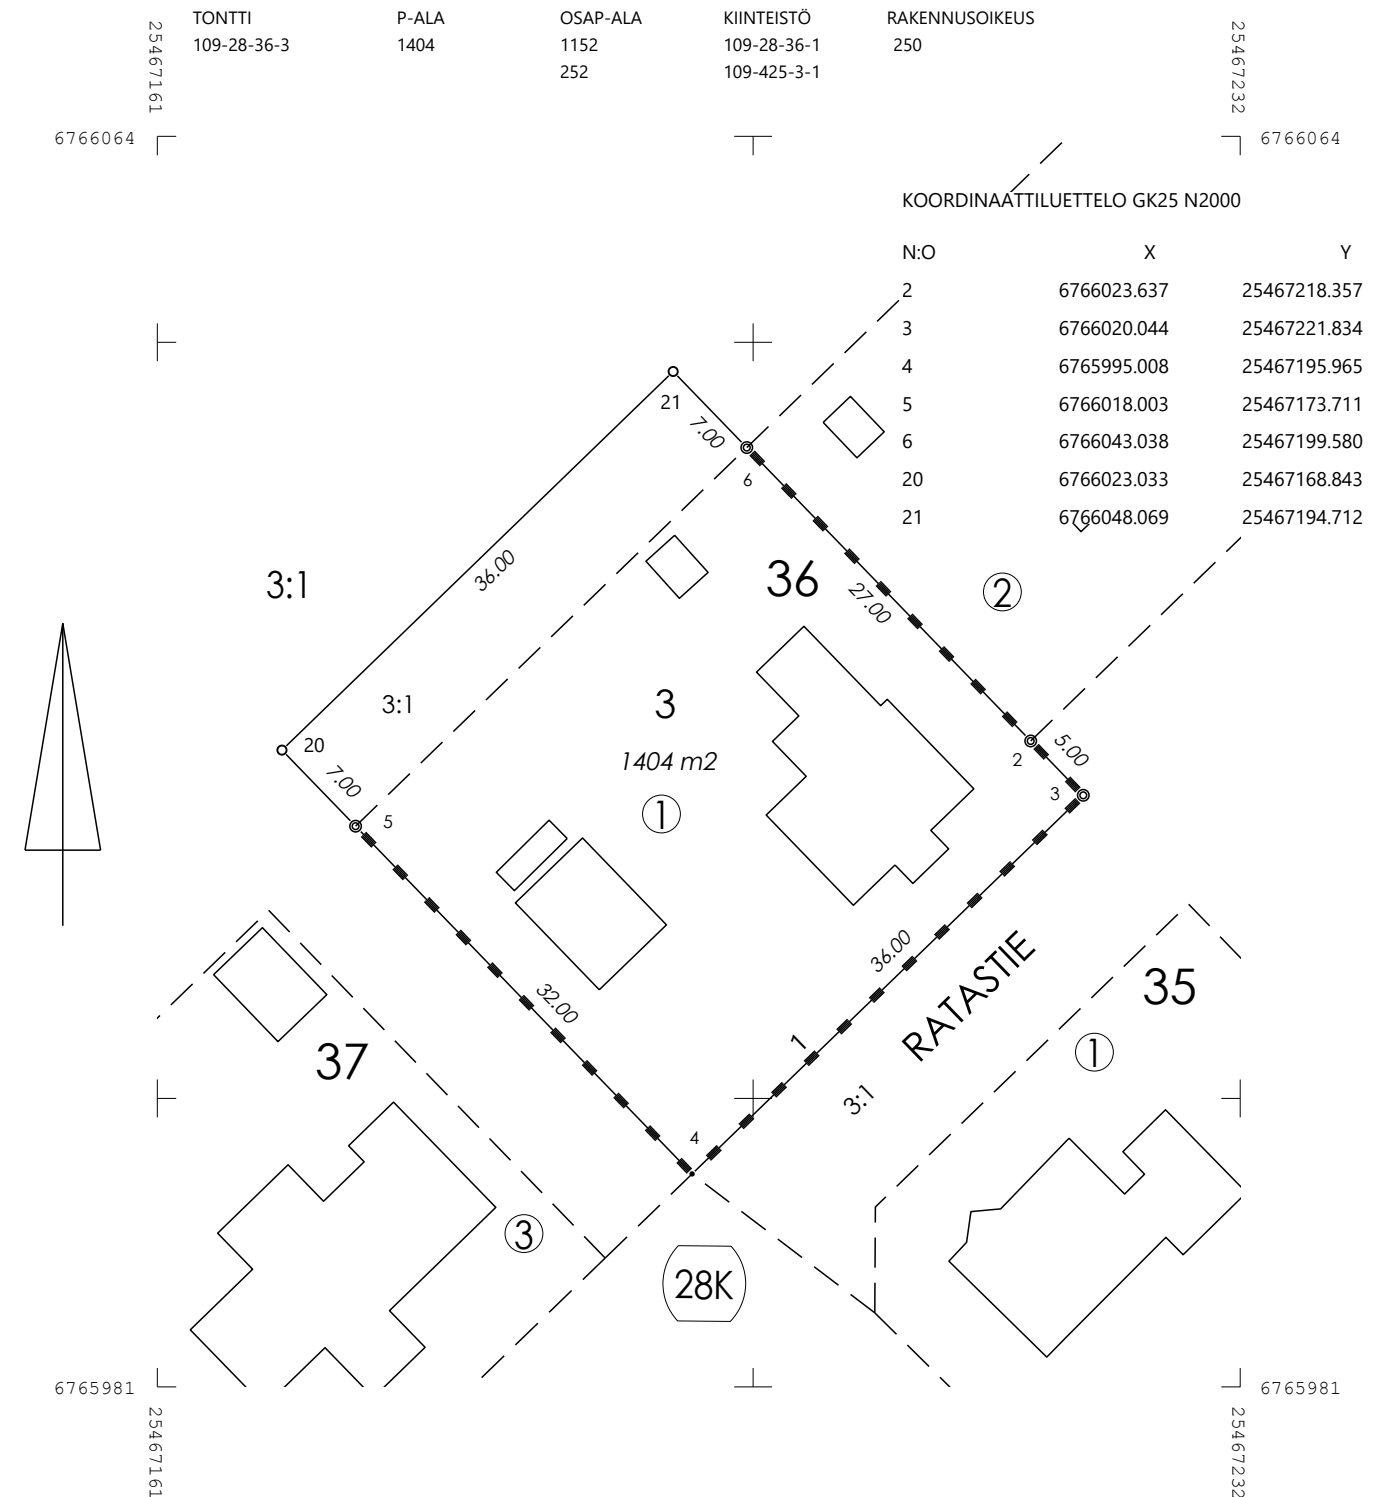 TONTTI P-ALA OSAP-ALA KIINTEISTÖ RAKENNUSOIKEUS
109-28-36-3 1404 1152 109-28-36-1 250
252 109-425-3-1
25467161
25467232
6766064
6766064
KOORDINAATTILUETTELO GK25 N2000
N:O X Y
2 6766023.637 25467218.357
3 6766020.044 25467221.834
4 6765995.008 25467195.965
5 6766018.003 25467173.711
6 6766043.038 25467199.580
20 6766023.033 25467168.843
21 6766048.069 25467194.712
21
7.00
6
36.00
3:1
36
27.00
2
3:1
3
20
1404 m2
5.00
2
7.00
3
1
5
32.00
36.00
RATASTIE
35
37
1
1
3:1
4
3
28K
6765981
6765981
25467161
25467232